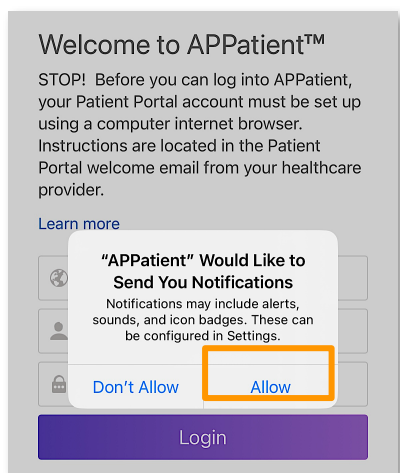 Welcome to APPatient™
STOP!  Before you can log into APPatient,
your Patient Portal account must be set up
using a computer internet browser.
Instructions are located in the Patient
Portal welcome email from your healthcare
provider.
Learn more
“APPatient” Would Like to
Send You Notifications
Notifications may include alerts,
sounds, and icon badges. These can
be configured in Settings.
Don’t Allow
Allow
Login